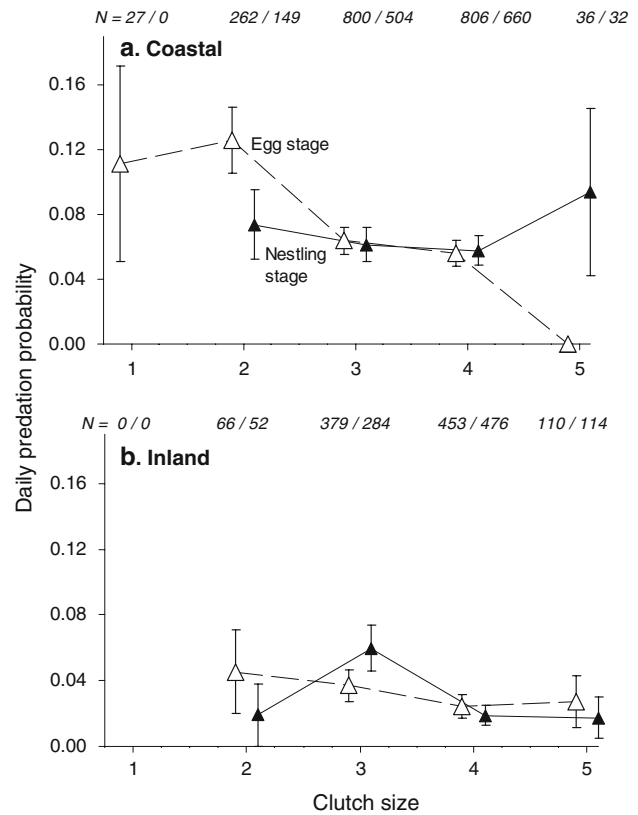 N = 27 / 0 262 / 149 800 / 504 806 / 660 36 / 32
a. Coastal
0.16
Egg stage
0.12
0.08
Nestling
stage
0.04
0.00
1 2 3 4 5
Daily predation probability
N = 0 / 0 66 / 52 379 / 284 453 / 476 110 / 114
b. Inland
0.16
0.12
0.08
0.04
0.00
1 2 3 4 5
Clutch size